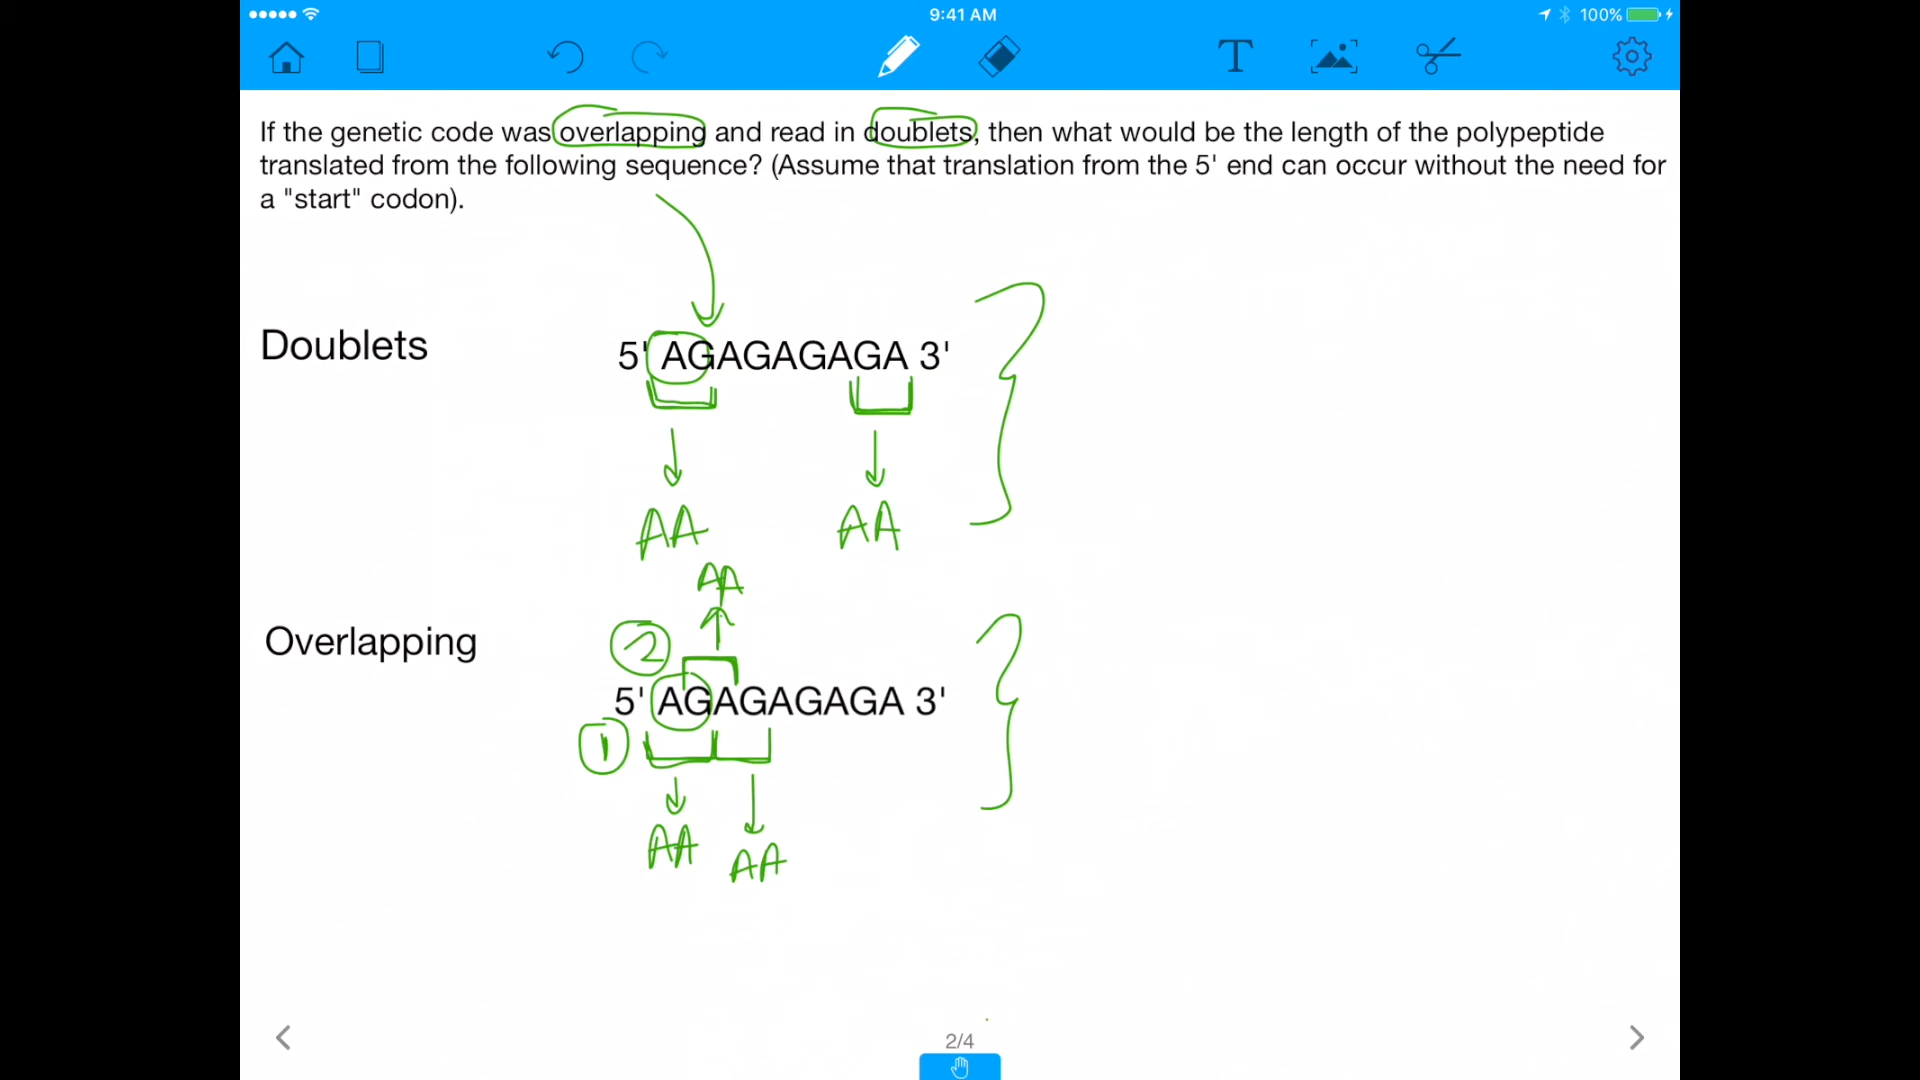 9:41 AM
100%
T
If the genetic code was overlapping and read in doublets, then what would be the length of the polypeptide
translated from the following sequence? (Assume that translation from the 5' end can occur without the need for
a "start" codon).
Doublets
5' AGAGAGAGA 3'
AA AA
AA
Overlapping
2
5' AGAGAGAGA 3'
1
AA AA
2/4